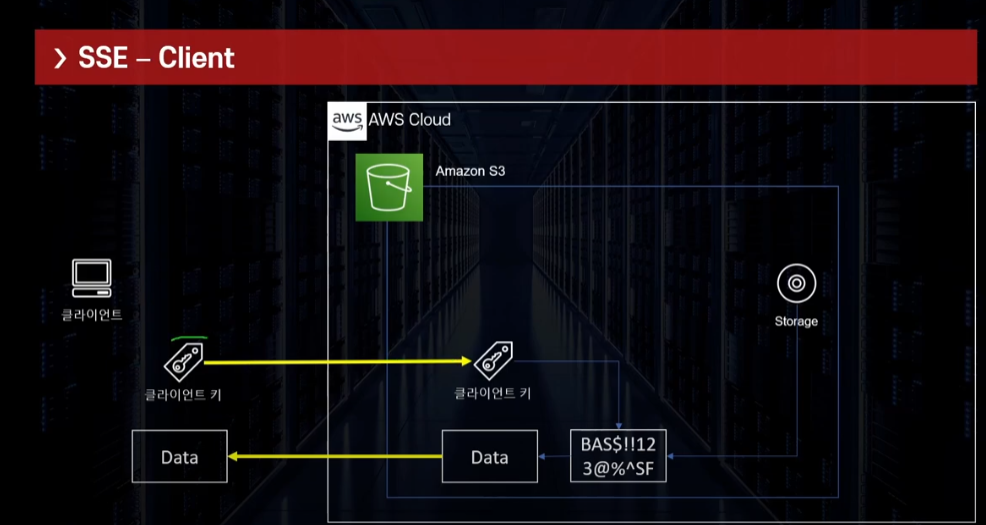 › SSE – Client
aws AWS Cloud
Amazon S3
클라이언트
Storage
클라이언트 키
클라이언트 키
Data
Data
BAS$!!12
3@%^SF